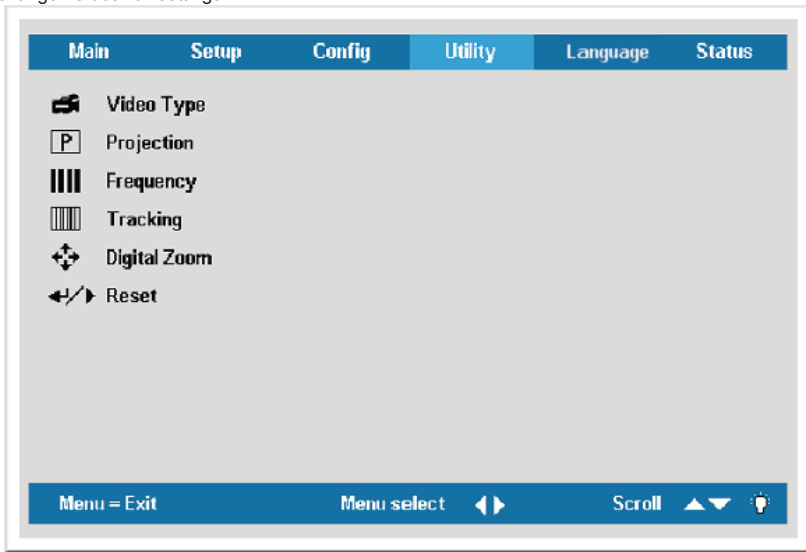 Main Setup Config Utility Language Status
Video Type
P Projection
Frequency
Tracking
Digital Zoom
Reset
Menu = Exit Menu select Scroll